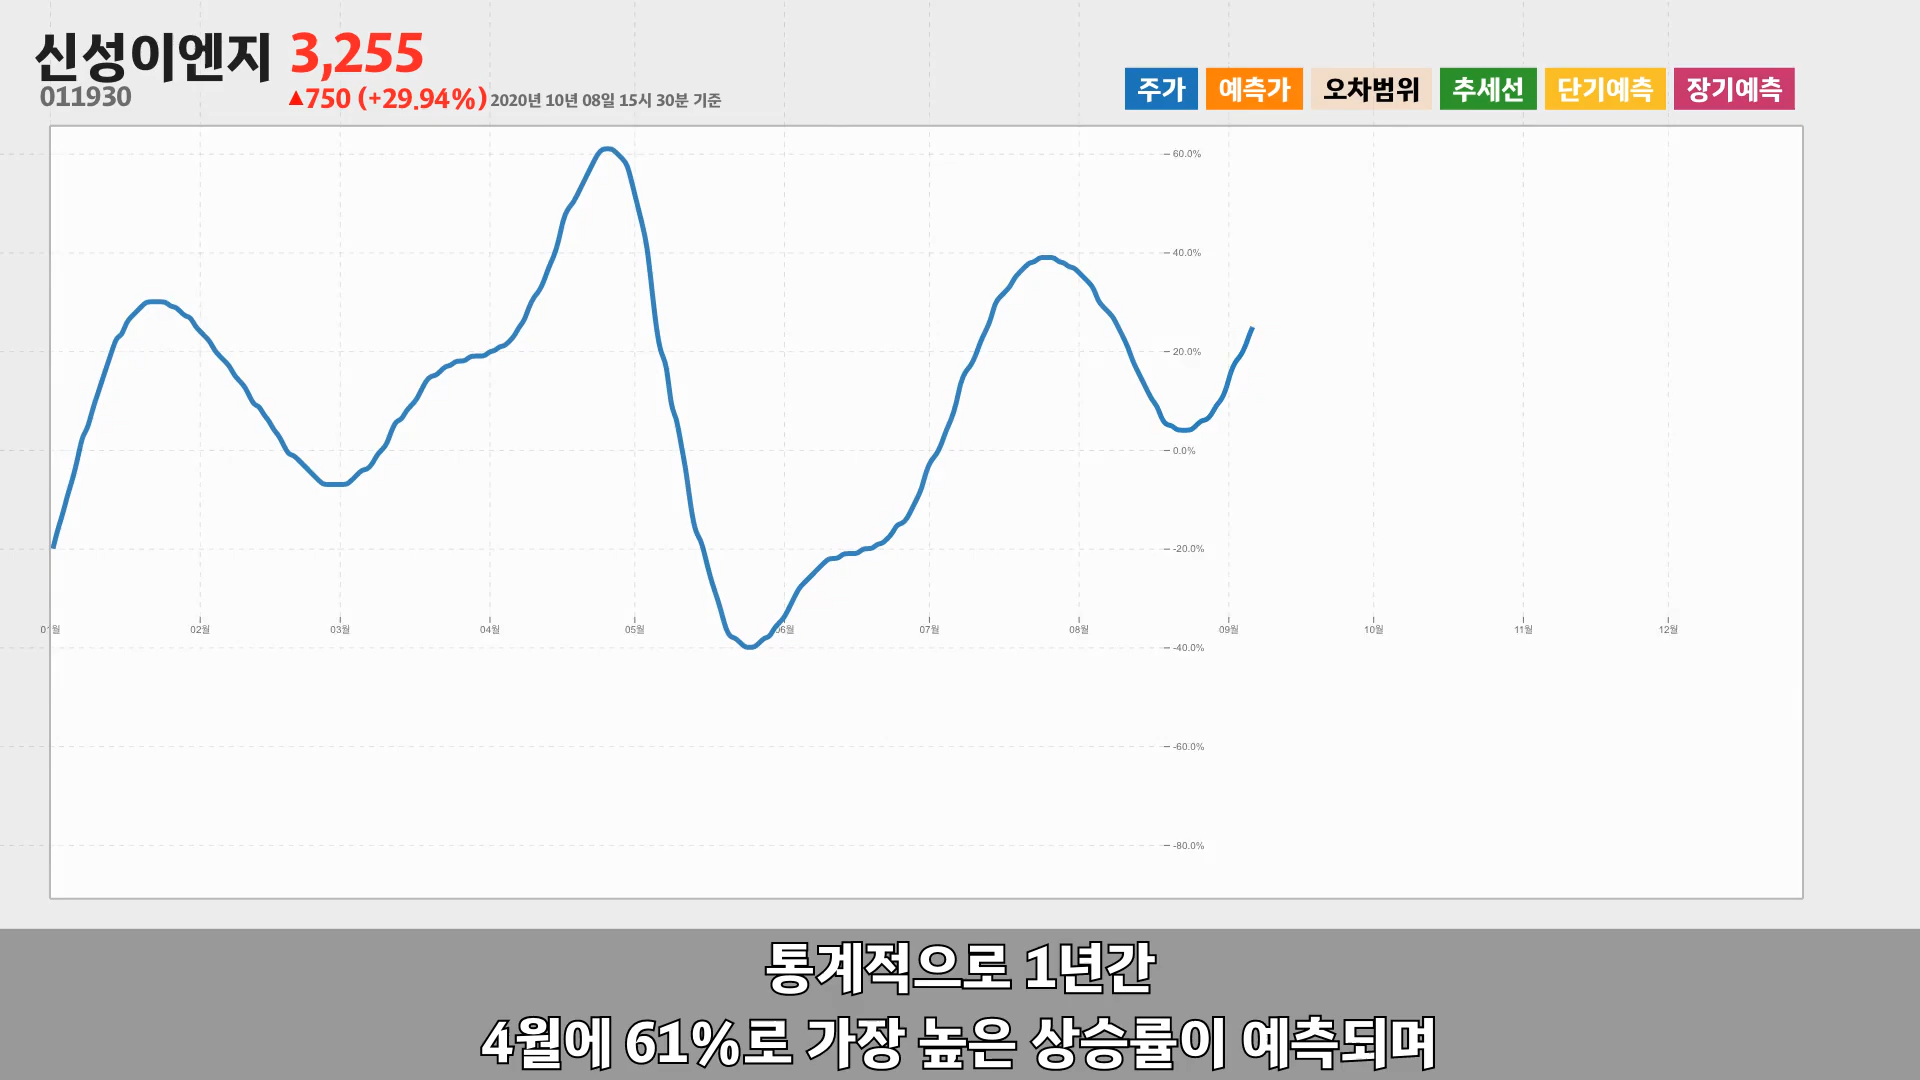 신성이엔지 3,255
011930 ▲750 (+29.94%) 2020년 10년 08일 15시 30분 기준
주가 예측가 오차범위 추세선 단기예측 장기예측
60.0%
40.0%
20.0%
0.0%
-20.0%
01월 02월 03월 04월 05월 06월 07월 08월 09월 10월 11월 12월
-40.0%
-60.0%
-80.0%
통계적으로 1년간
4월에 61%로 가장 높은 상승률이 예측되며